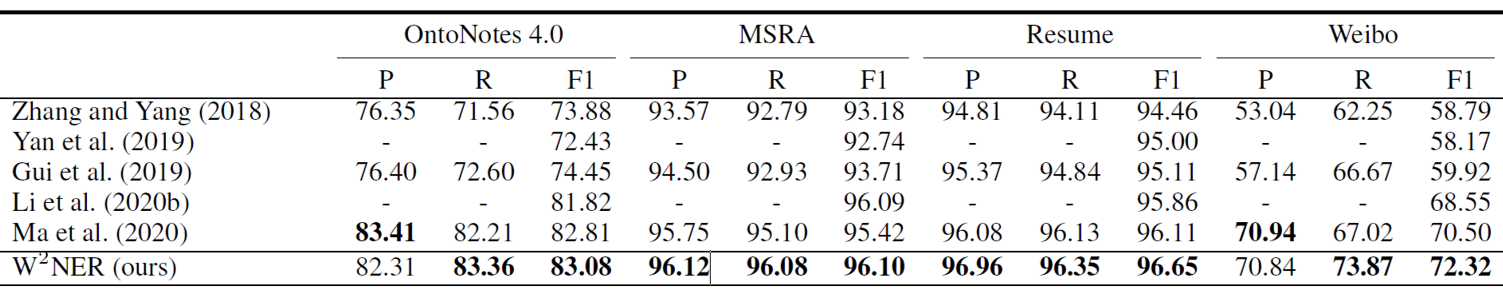 OntoNotes 4.0 MSRA Resume Weibo
P R F1 P R F1 P R F1 P R F1
Zhang and Yang (2018) 76.35 71.56 73.88 93.57 92.79 93.18 94.81 94.11 94.46 53.04 62.25 58.79
Yan et al. (2019) - - 72.43 - - 92.74 - - 95.00 - - 58.17
Gui et al. (2019) 76.40 72.60 74.45 94.50 92.93 93.71 95.37 94.84 95.11 57.14 66.67 59.92
Li et al. (2020b) - - 81.82 - - 96.09 - - 95.86 - - 68.55
Ma et al. (2020) 83.41 82.21 82.81 95.75 95.10 95.42 96.08 96.13 96.11 70.94 67.02 70.50
W²NER (ours) 82.31 83.36 83.08 96.12 96.08 96.10 96.96 96.35 96.65 70.84 73.87 72.32